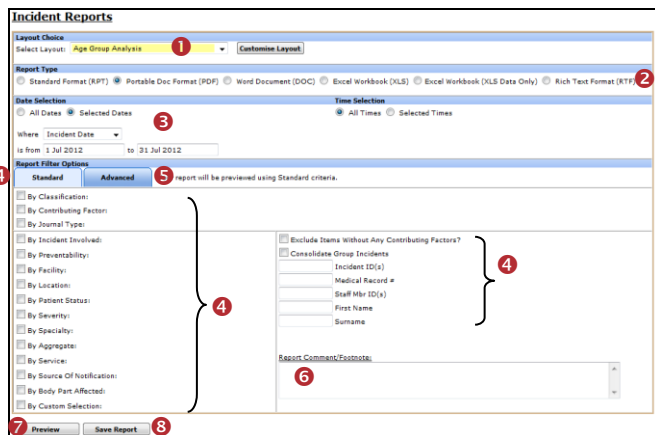 Incident Reports
Layout Choice
Select Layout: Age Group Analysis 1 Customise Layout
Report Type
Standard Format (RPT) Portable Doc Format (PDF) Word Document (DOC) Excel Workbook (XLS) Excel Workbook (XLS Data Only) Rich Text Format (RTF) 2
Date Selection Time Selection
All Dates Selected Dates 3 All Times Selected Times
Where Incident Date
is from 1 Jul 2012 to 31 Jul 2012
Report Filter Options
4 Standard Advanced 5 report will be previewed using Standard criteria.
By Classification:
By Contributing Factor:
By Journal Type:
By Incident Involved: Exclude Items Without Any Contributing Factors?
By Preventability: Consolidate Group Incidents
By Facility: Incident ID(s)
By Location: Medical Record # 4
By Patient Status: 4 Staff Mbr ID(s)
By Severity: First Name
By Specialty: Surname
By Aggregate:
By Service: Report Comment/Footnote:
By Source Of Notification: 6
By Body Part Affected:
By Custom Selection:
7 Preview Save Report 8